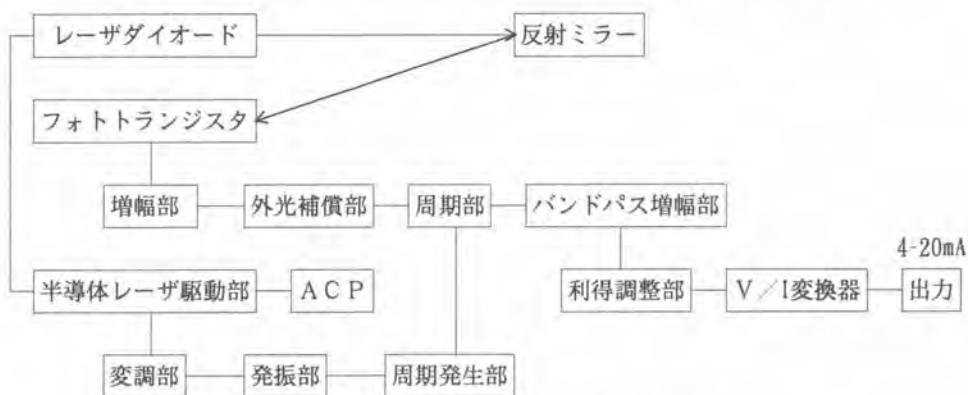 レーザダイオード
反射ミラー
フォトトランジスタ
増幅部
外光補償部
周期部
バンドパス増幅部
4-20mA
半導体レーザ駆動部
ACP
利得調整部
V/I変換器
出力
変調部
発振部
周期発生部